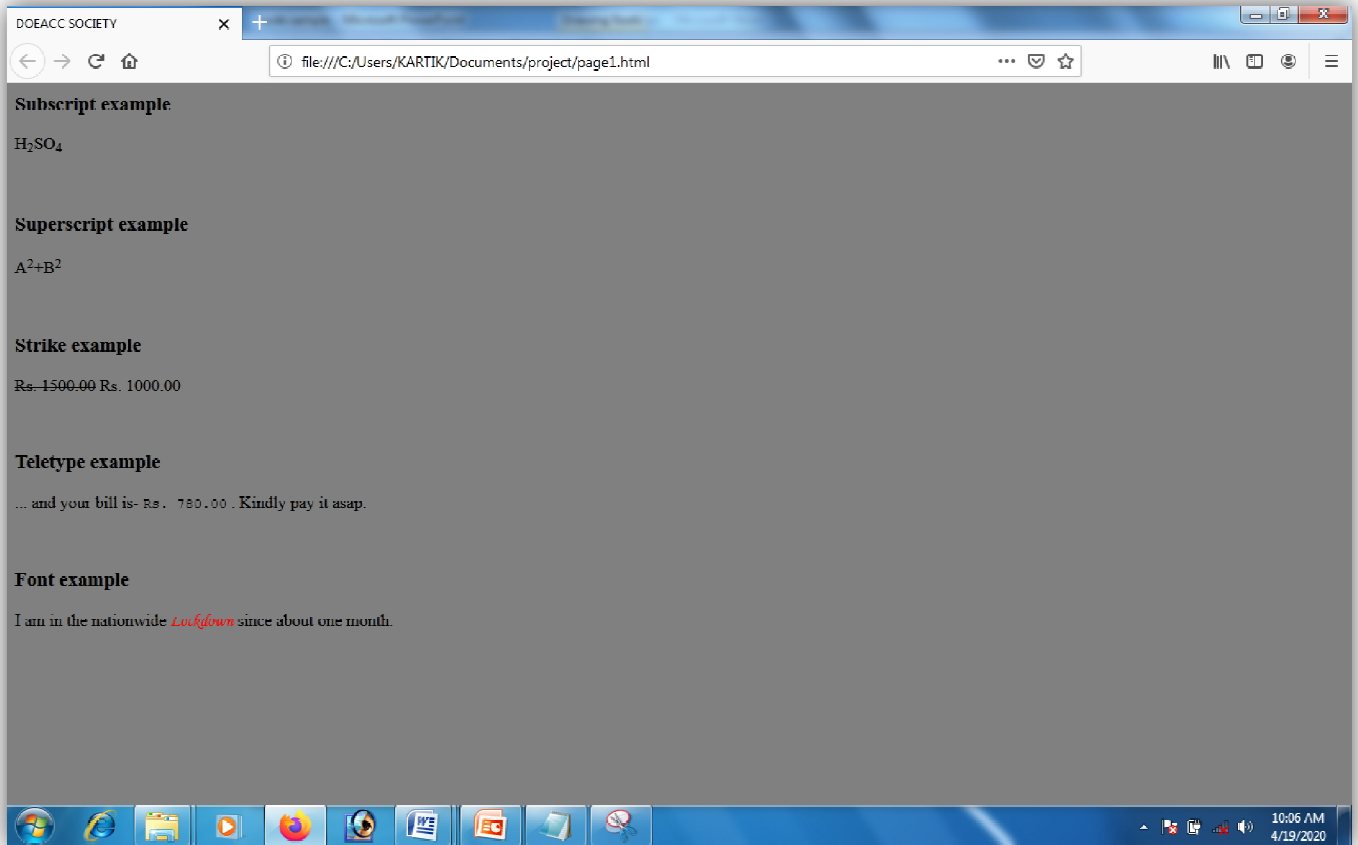 DOEACC SOCIETY
file:///C:/Users/KARTIK/Documents/project/page1.html
Subscript example
H₂SO₄
Superscript example
A²+B²
Strike example
Rs. 1500.00 Rs. 1000.00
Teletype example
... and your bill is- Rs. 780.00 . Kindly pay it asap.
Font example
I am in the nationwide Lockdown since about one month.
10:06 AM
4/19/2020